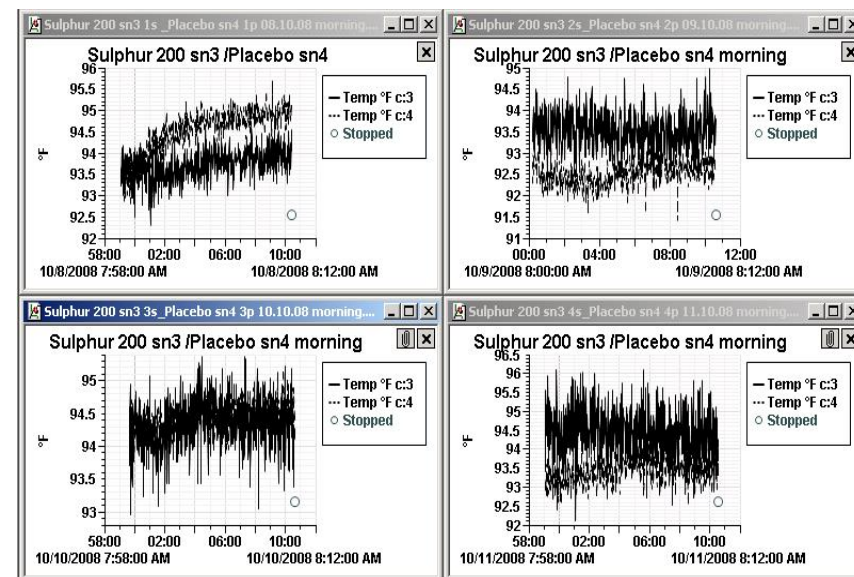 Sulphur 200 sn3 1s _Placebo sn4 1p 08.10.08 morning....
Sulphur 200 sn3 /Placebo sn4
96
95.5
95
94.5
94
93.5
93
92.5
92
°F
Temp °F c:3
Temp °F c:4
Stopped
58:00 02:00 06:00 10:00
10/8/2008 7:58:00 AM 10/8/2008 8:12:00 AM
Sulphur 200 sn3 2s_Placebo sn4 2p 09.10.08 morning....
Sulphur 200 sn3 /Placebo sn4 morning
95
94.5
94
93.5
93
92.5
92
91.5
91
°F
Temp °F c:3
Temp °F c:4
Stopped
00:00 04:00 08:00 12:00
10/9/2008 8:00:00 AM 10/9/2008 8:12:00 AM
Sulphur 200 sn3 3s_Placebo sn4 3p 10.10.08 morning....
Sulphur 200 sn3 /Placebo sn4 morning
95
94.5
94
93.5
93
°F
Temp °F c:3
Temp °F c:4
Stopped
58:00 02:00 06:00 10:00
10/10/2008 7:58:00 AM 10/10/2008 8:12:00 AM
Sulphur 200 sn3 4s_Placebo sn4 4p 11.10.08 morning....
Sulphur 200 sn3 /Placebo sn4 morning
96.5
96
95.5
95
94.5
94
93.5
93
92.5
92
°F
Temp °F c:3
Temp °F c:4
Stopped
58:00 02:00 06:00 10:00
10/11/2008 7:58:00 AM 10/11/2008 8:12:00 AM